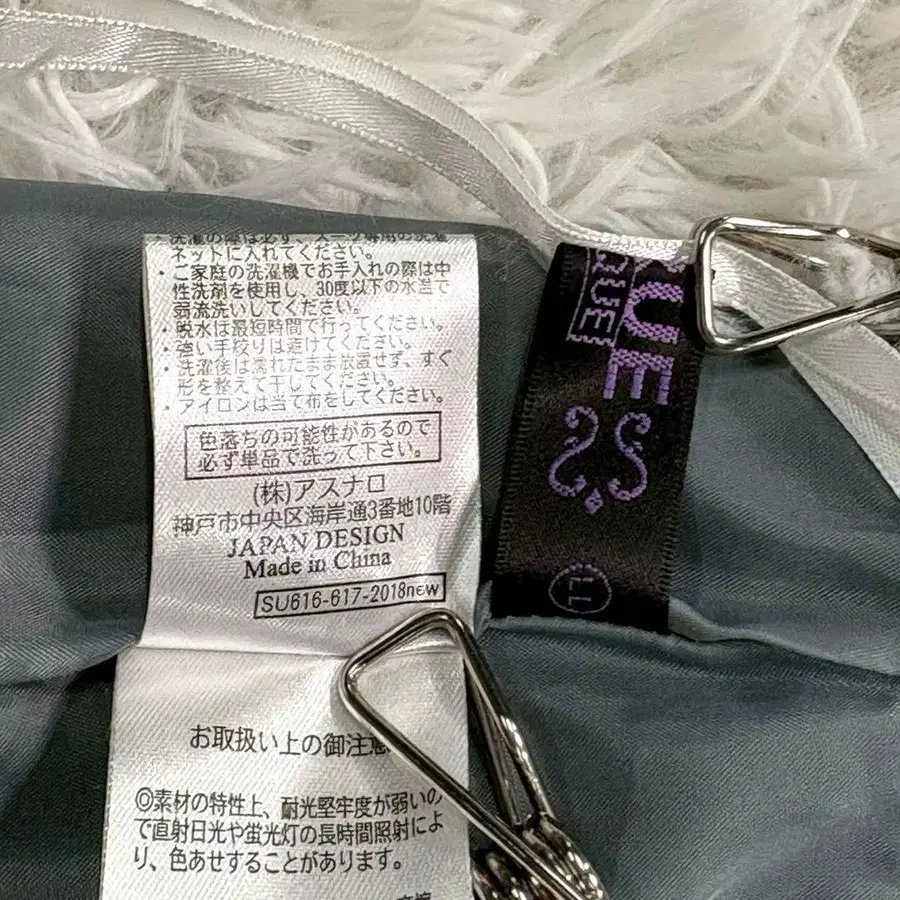 洗濯の際は必ず
ネットに入れてください。
・ご家庭の洗濯機でお手入れの際は中
性洗剤を使用し、30度以下の水温で
弱流洗いしてください。
・脱水は最短時間で行ってください。
・強い手絞りは避けてください。
・洗濯後は濡れたまま放置せず、すぐ
形を整えて干してください。
・アイロンは当て布をしてください。
色落ちの可能性があるので
必ず単品で洗って下さい。
(株)アスナロ
神戸市中央区海岸通3番地10階
JAPAN DESIGN
Made in China
SU616-617-2018new
お取扱い上の御注意
◎素材の特性上、耐光堅牢度が弱いの
で直射日光や蛍光灯の長時間照射によ
り、色あせすることがあります。
RUE
QUE
LL